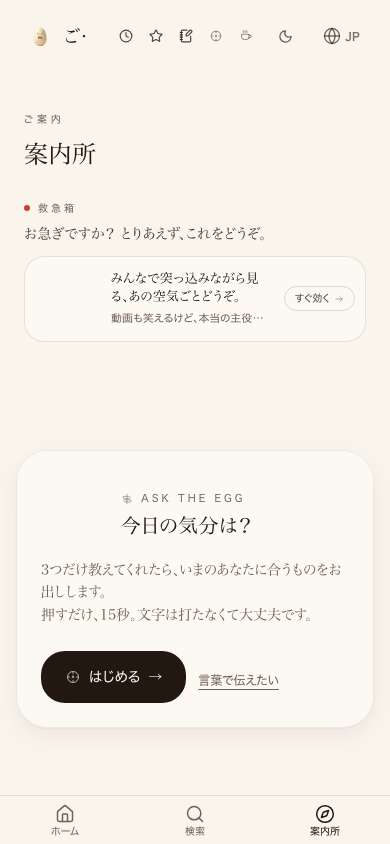 ご・
JP
ご案内
案内所
救急箱
お急ぎですか？ とりあえず、これをどうぞ。
みんなで突っ込みながら見
る、あの空気ごとどうぞ。
動画も笑えるけど、本当の主役…
すぐ効く →
ASK THE EGG
今日の気分は？
3つだけ教えてくれたら、いまのあなたに合うものをお
出しします。
押すだけ、15秒。文字は打たなくて大丈夫です。
はじめる →
言葉で伝えたい
ホーム
検索
案内所